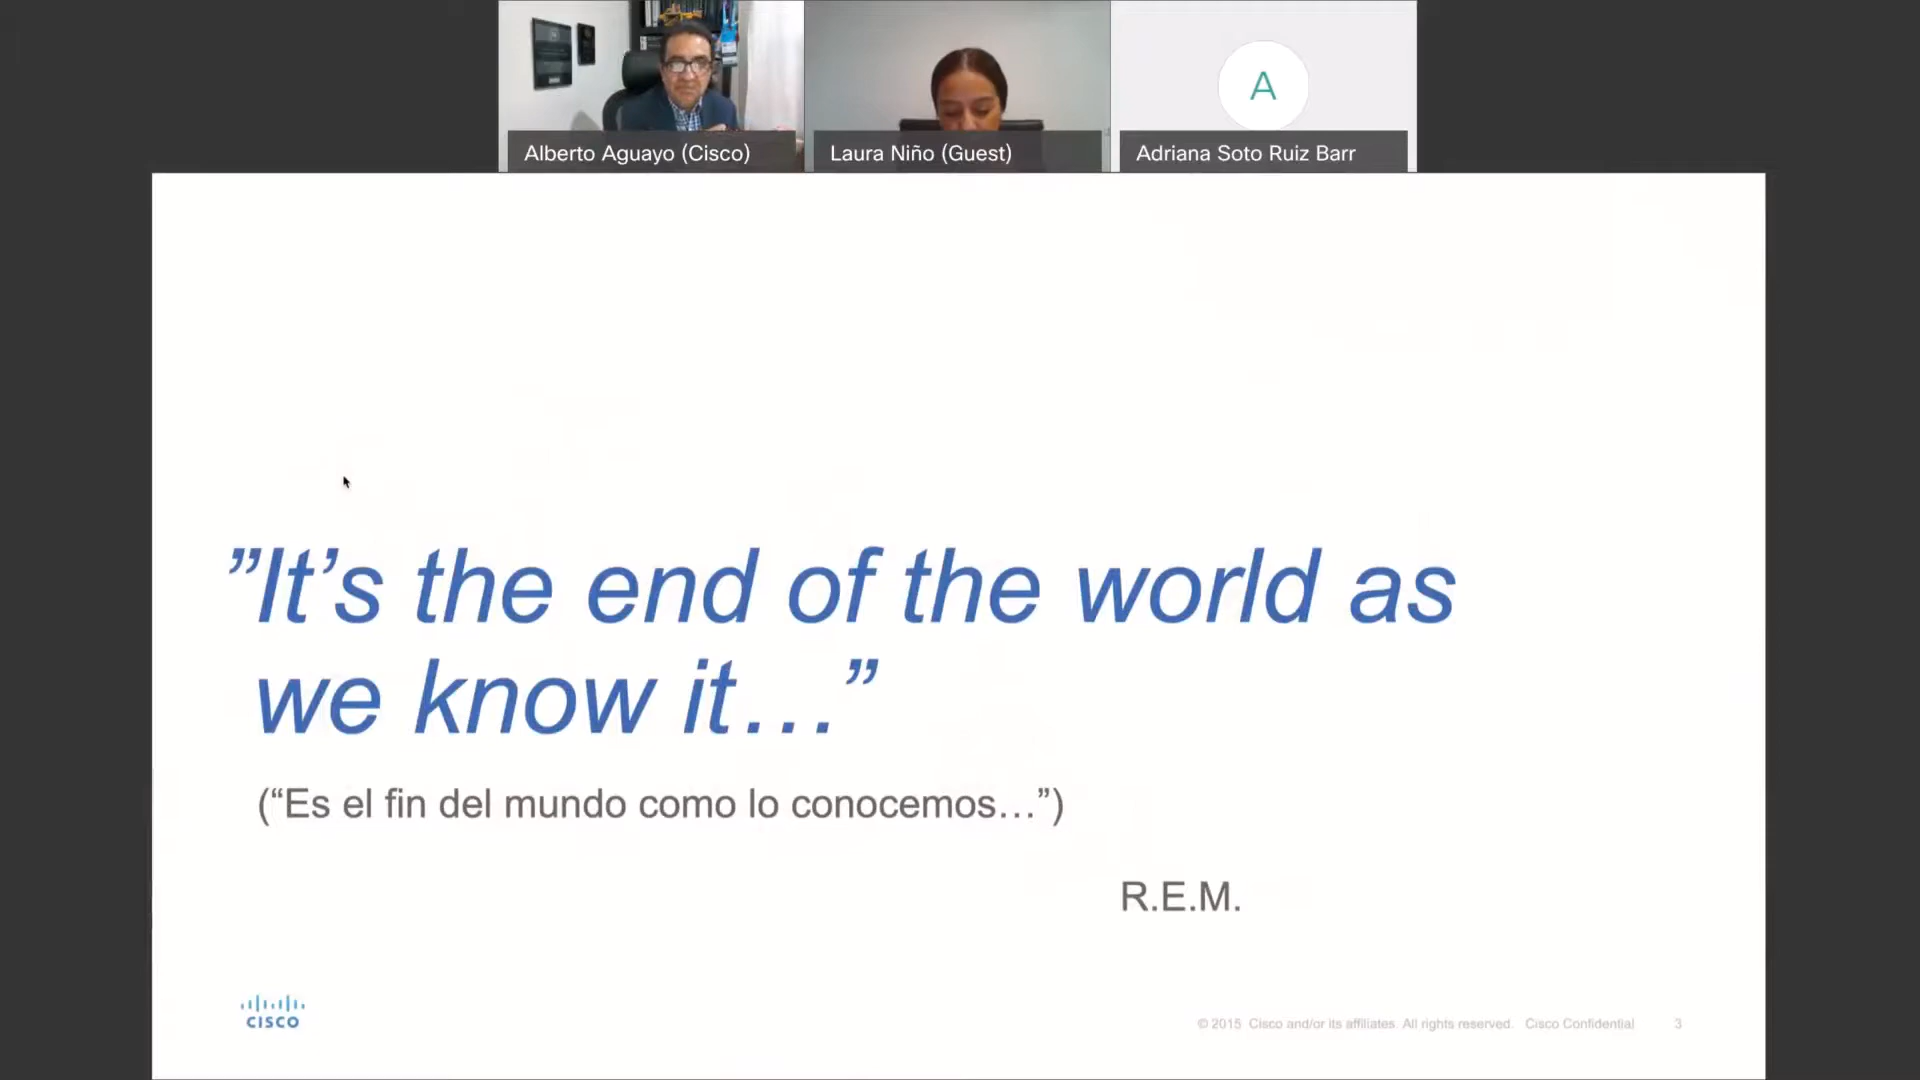 Alberto Aguayo (Cisco)
Laura Niño (Guest)
A
Adriana Soto Ruiz Barr
”It’s the end of the world as
we know it…”
(“Es el fin del mundo como lo conocemos…”)
R.E.M.
CISCO
© 2015 Cisco and/or its affiliates. All rights reserved. Cisco Confidential 3